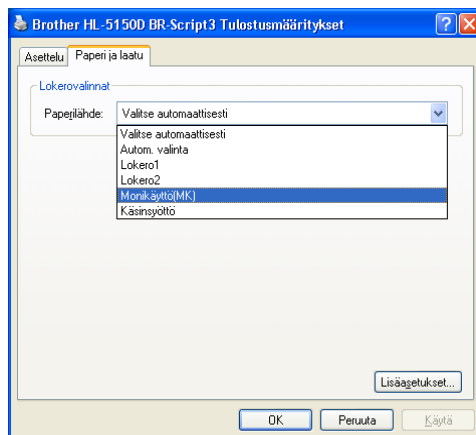 Brother HL-5150D BR-Script3 Tulostusmääritykset
Asettelu Paperi ja laatu
Lokerovalinnat
Paperilähde: Valitse automaattisesti
Valitse automaattisesti
Autom. valinta
Lokero1
Lokero2
Monikäyttö(MK)
Käsinsyöttö
Lisäasetukset...
OK Peruuta Käytä